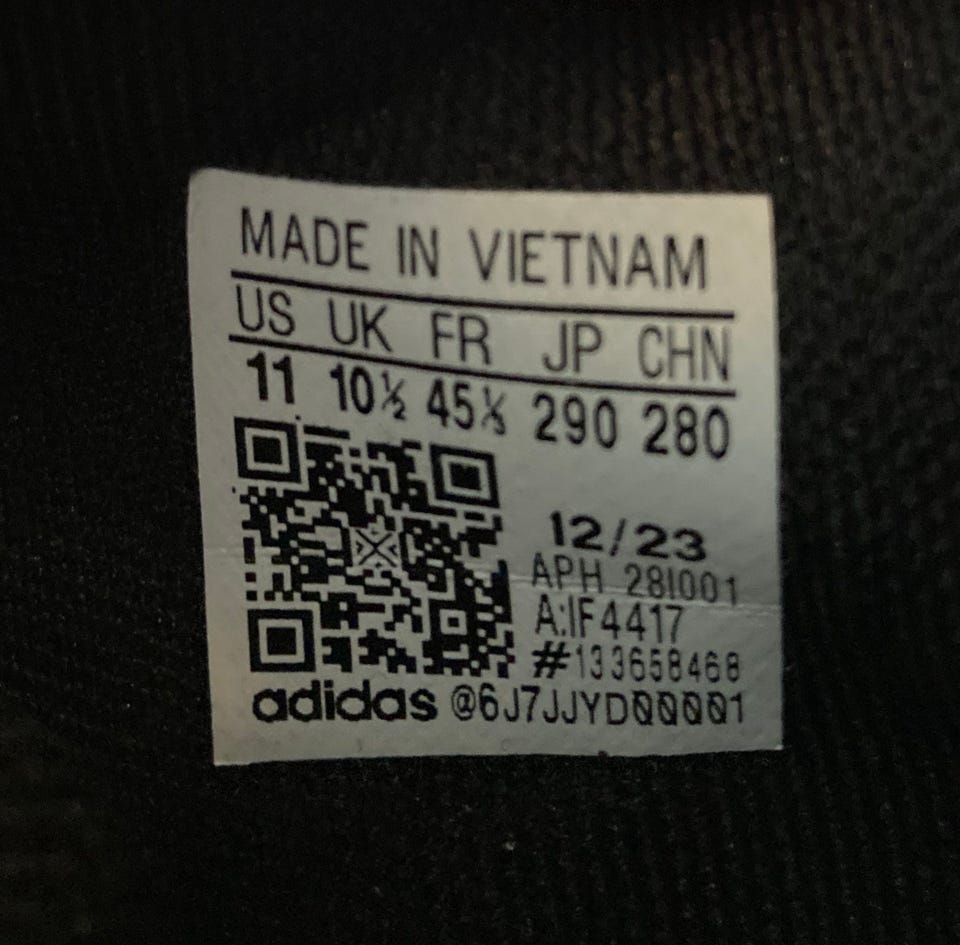 MADE IN VIETNAM
US UK FR JP CHN
11 10½ 45⅓ 290 280
12/23
APH 28I001
A:IF4417
#133658468
adidas @6J7JJYD00001